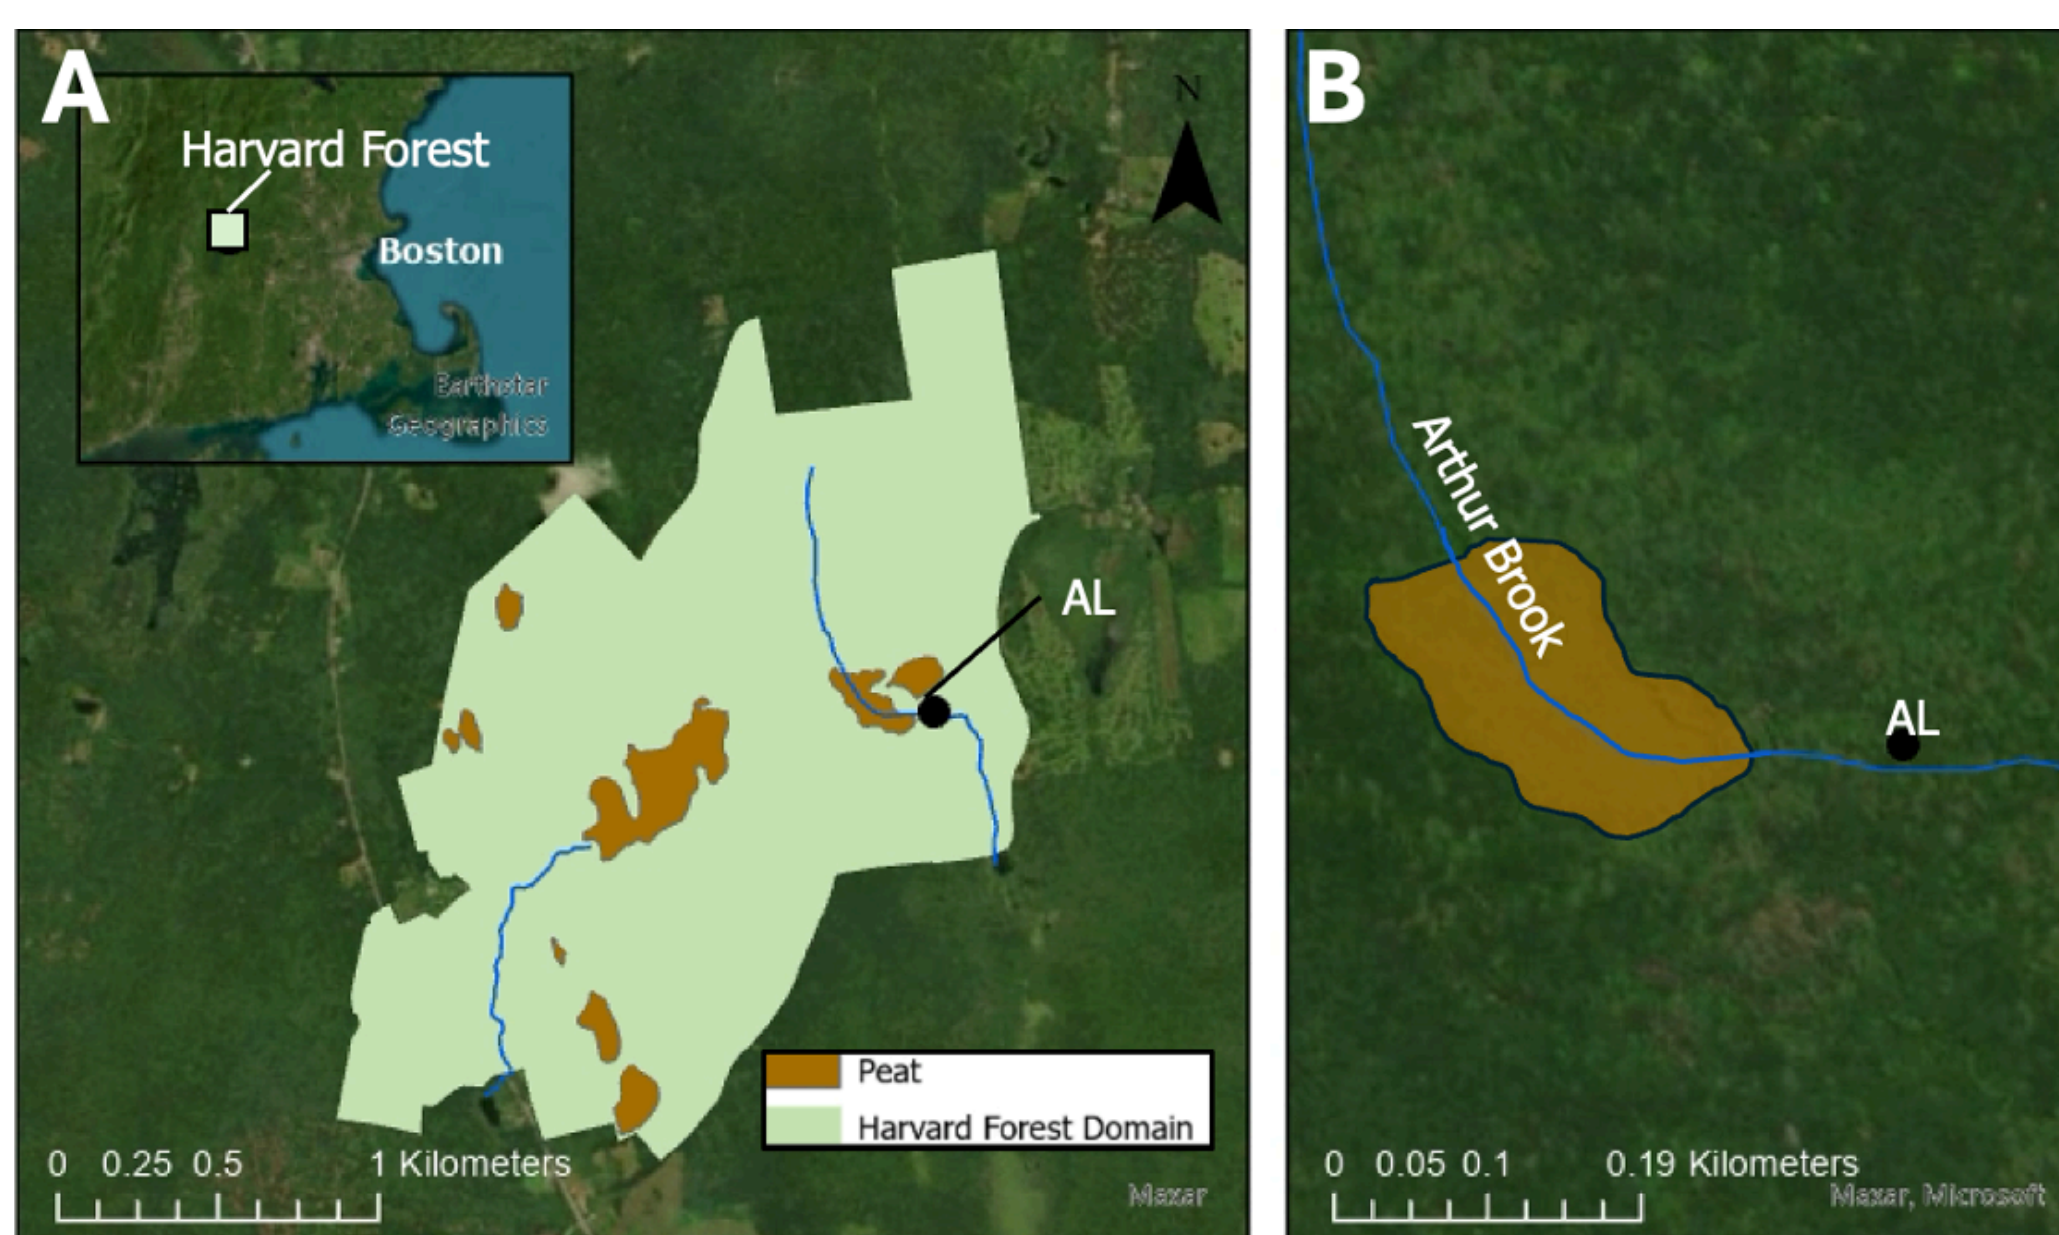 A
Harvard Forest
Boston
Earthstar
Geographics
N
AL
Peat
Harvard Forest Domain
0 0.25 0.5 1 Kilometers
Maxar
B
Arthur Brook
AL
0 0.05 0.1 0.19 Kilometers
Maxar, Microsoft